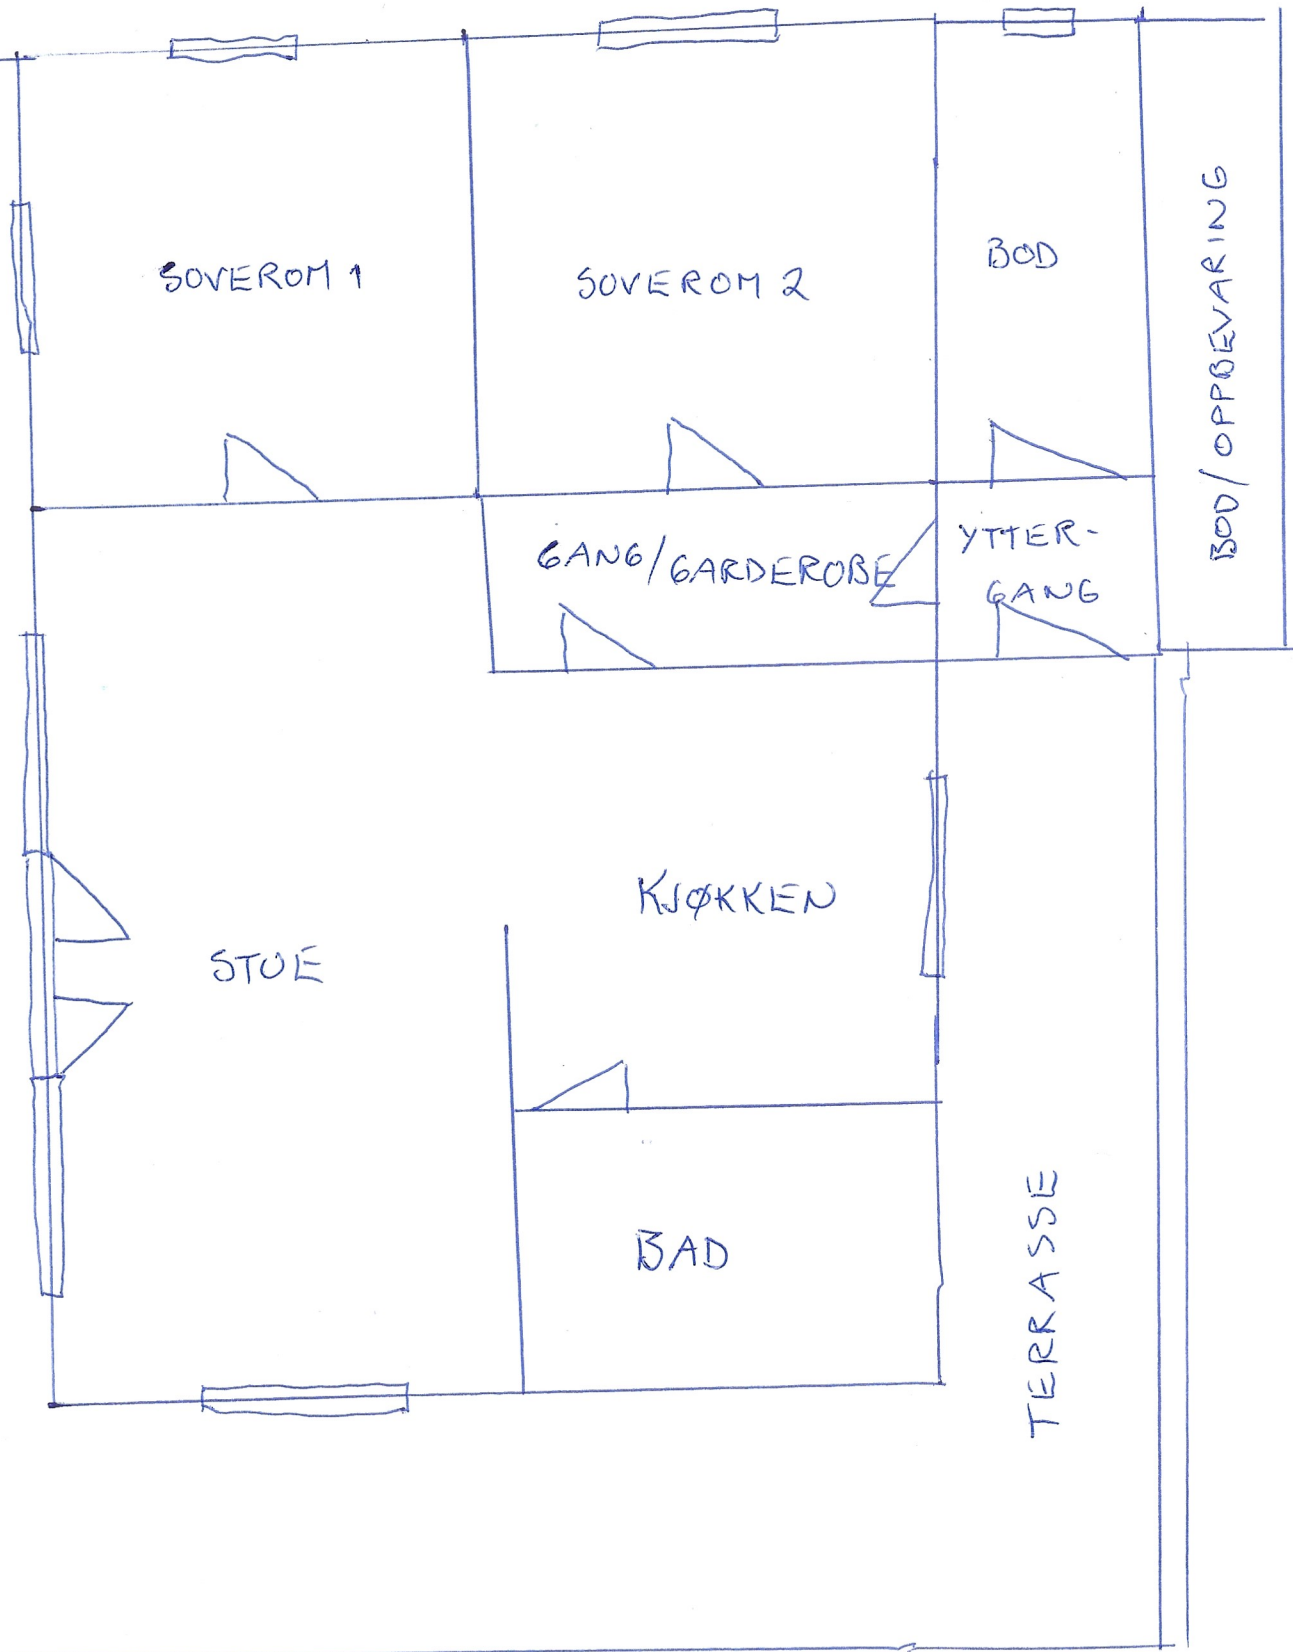 SOVEROM 1
SOVEROM 2
BOD
BOD/OPPBEVARING
GANG/GARDEROBE
YTTER-
GANG
KJØKKEN
STUE
BAD
TERRASSE